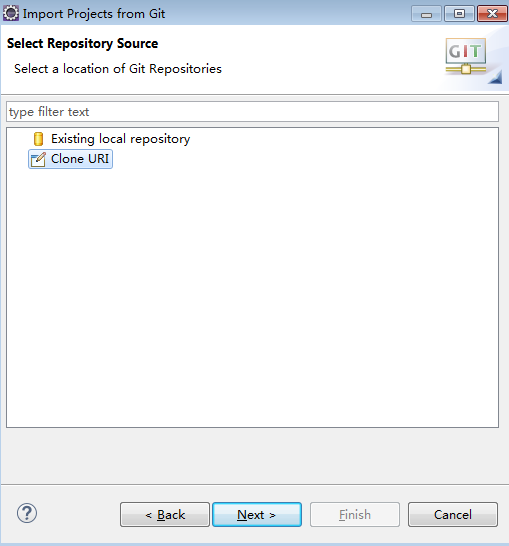 Import Projects from Git
Select Repository Source
Select a location of Git Repositories
GIT
type filter text
Existing local repository
Clone URI
?
< Back
Next >
Finish
Cancel